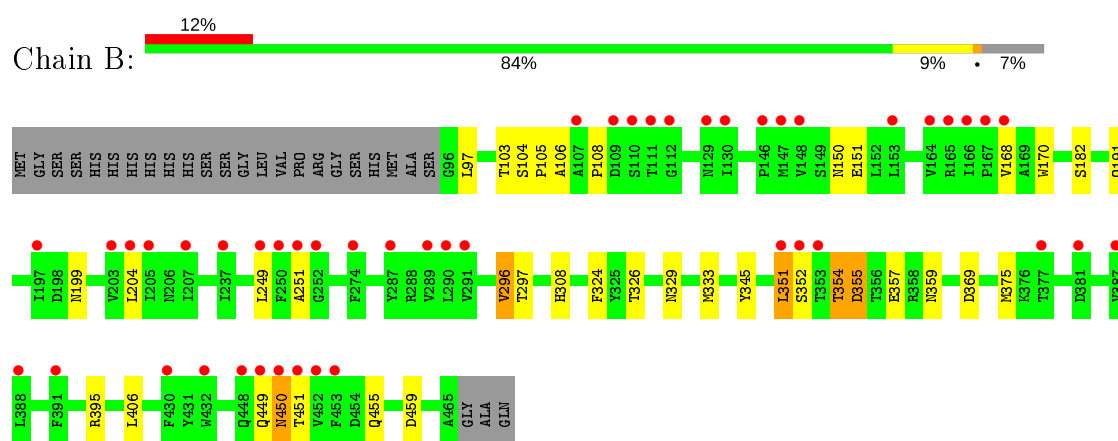 12%
Chain B:
84% 9% • 7%
MET GLY SER SER HIS HIS HIS HIS HIS HIS SER SER GLY LEU VAL PRO ARG GLY SER HIS MET ALA SER G96 L97 T103 S104 P105 A106 A107 P108 D109 S110 T111 G112 N129 I130 P146 M147 V148 S149 N150 E151 L152 L153 V164 R165 I166 P167 V168 A169 W170 S182 Q191
I197 D198 N199 V203 L204 I205 N206 I207 I237 L249 F250 A251 G252 F274 Y287 R288 V289 L290 V291 V296 T297 H308 F324 Y325 T326 N329 M333 Y345 L351 S352 T353 T354 D355 T356 E357 R358 N359 D369 M375 K376 T377 D381 V387
L388 F391 R395 L406 F430 Y431 W432 Q448 Q449 N450 T451 V452 F453 D454 Q455 D459 A465 GLY ALA GLN